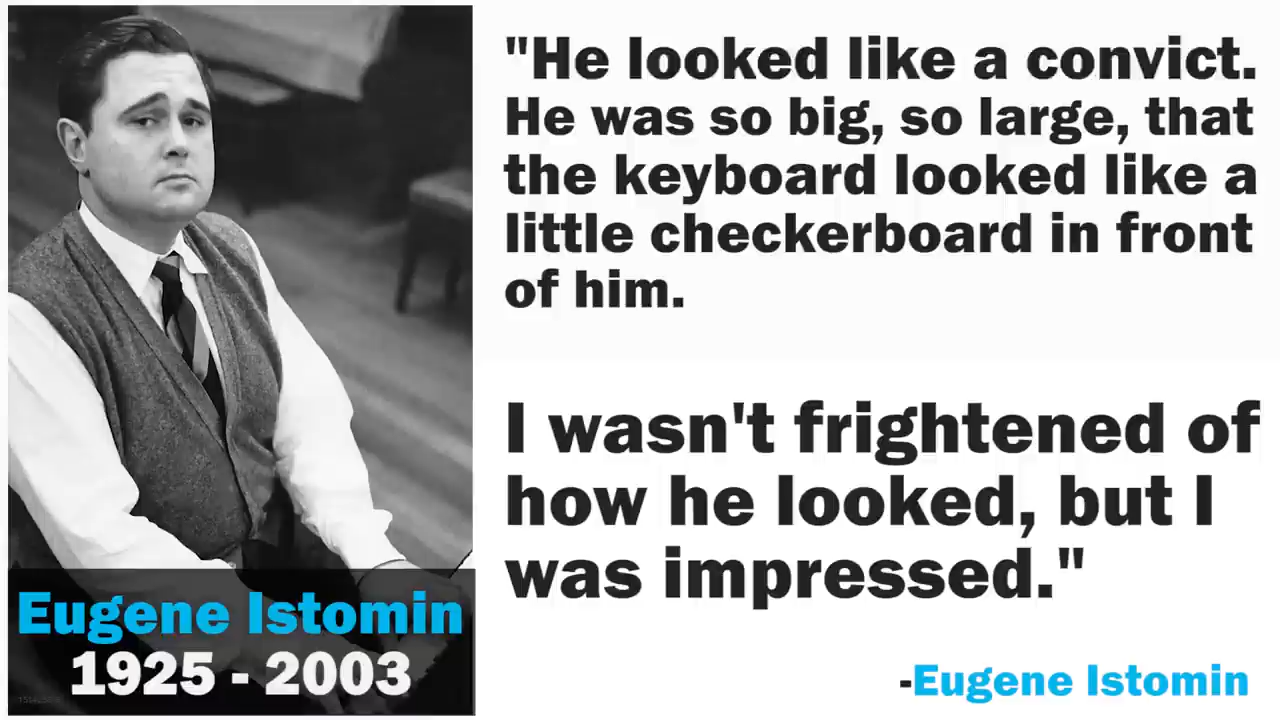 "He looked like a convict.
He was so big, so large, that
the keyboard looked like a
little checkerboard in front
of him.
I wasn't frightened of
how he looked, but I
was impressed."
-Eugene Istomin
Eugene Istomin
1925 - 2003